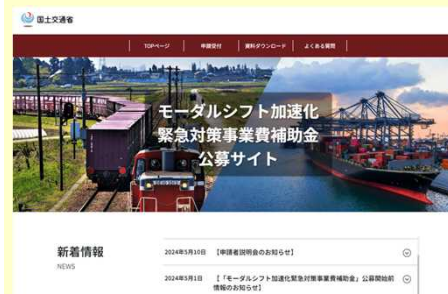 国土交通省
TOPページ 申請受付 資料ダウンロード よくある質問
モーダルシフト加速化
緊急対策事業費補助金
公募サイト
新着情報
NEWS
2024年5月10日 【申請者説明会のお知らせ】
2024年5月1日 【「モーダルシフト加速化緊急対策事業費補助金」公募開始前
情報のお知らせ】